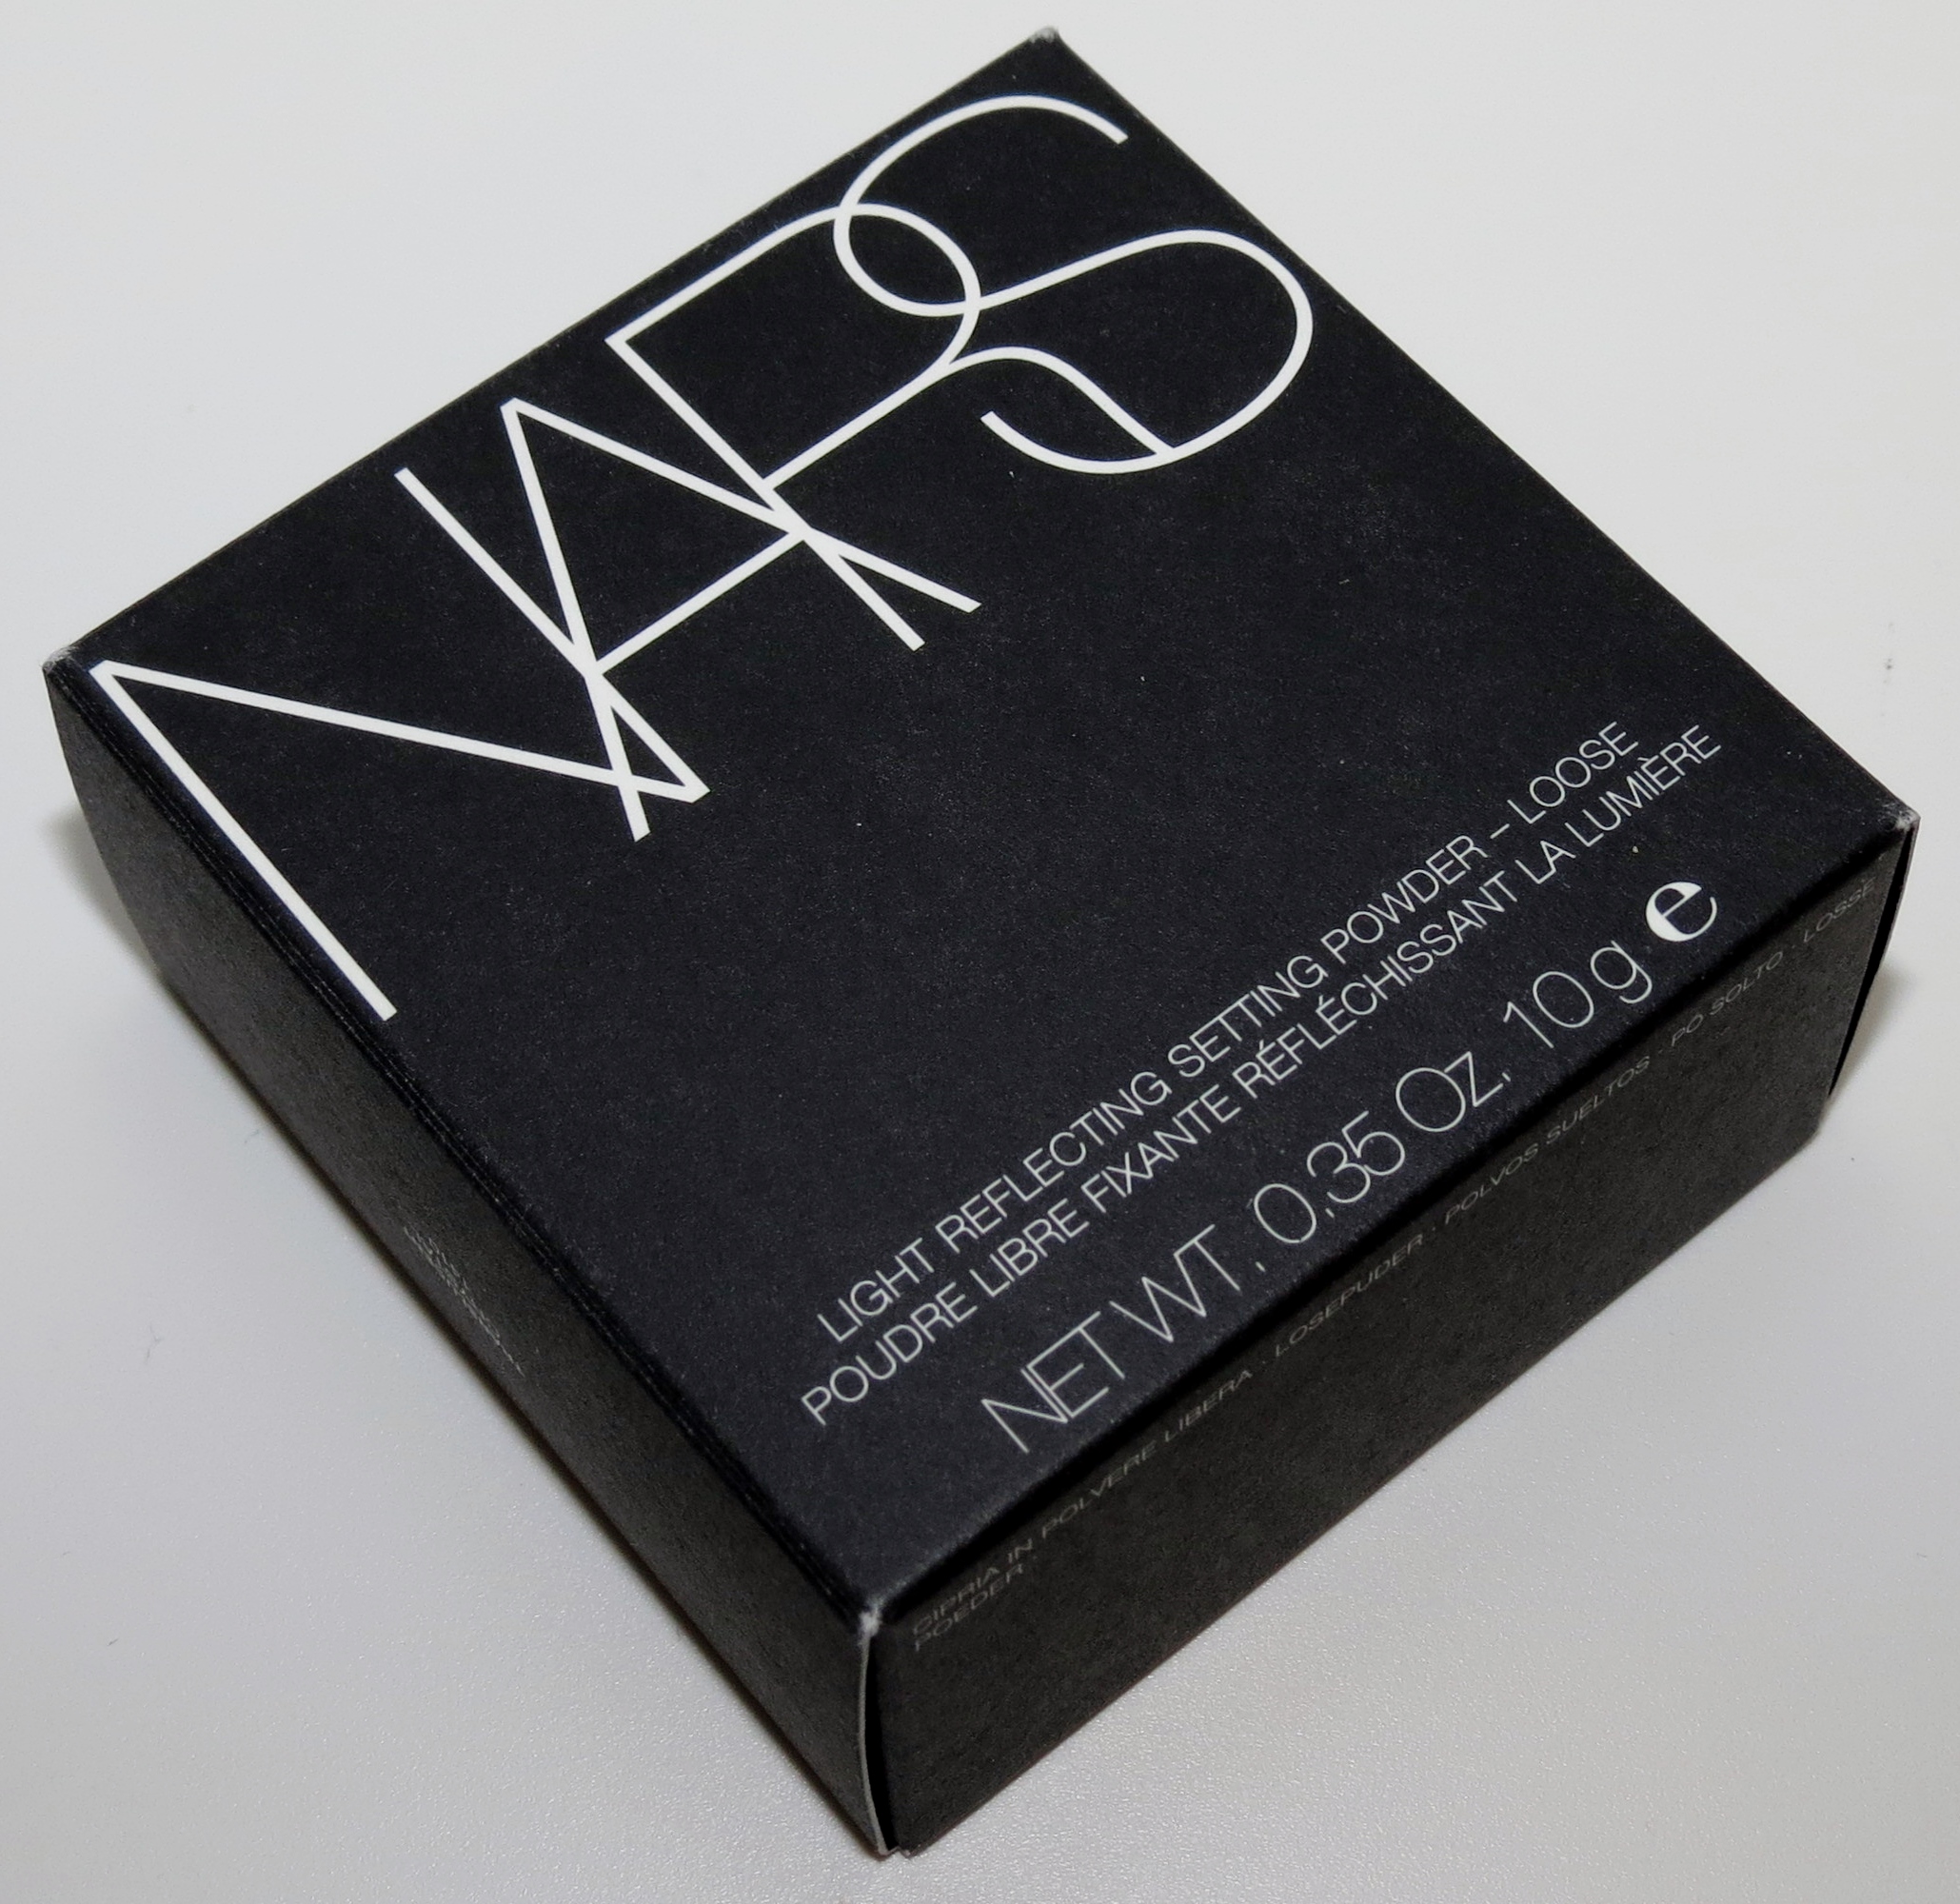 NARS
LIGHT REFLECTING SETTING POWDER – LOOSE
POUDRE LIBRE FIXANTE RÉFLÉCHISSANT LA LUMIÈRE
NET WT. 0.35 Oz. 10 g ℮
CIPRIA IN POLVERE LIBERA · LOSEPUDER · POLVOS SUELTOS · PÓ SOLTO · LOSSE
POEDER